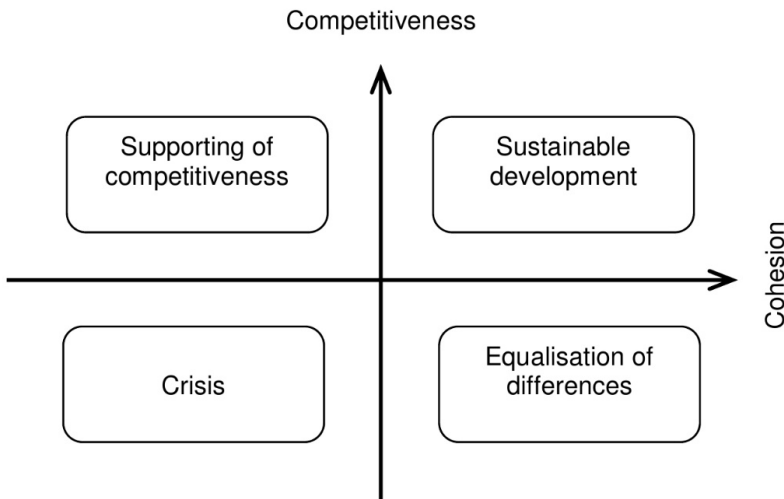 Competitiveness
Supporting of
competitiveness
Sustainable
development
Cohesion
Crisis
Equalisation of
differences